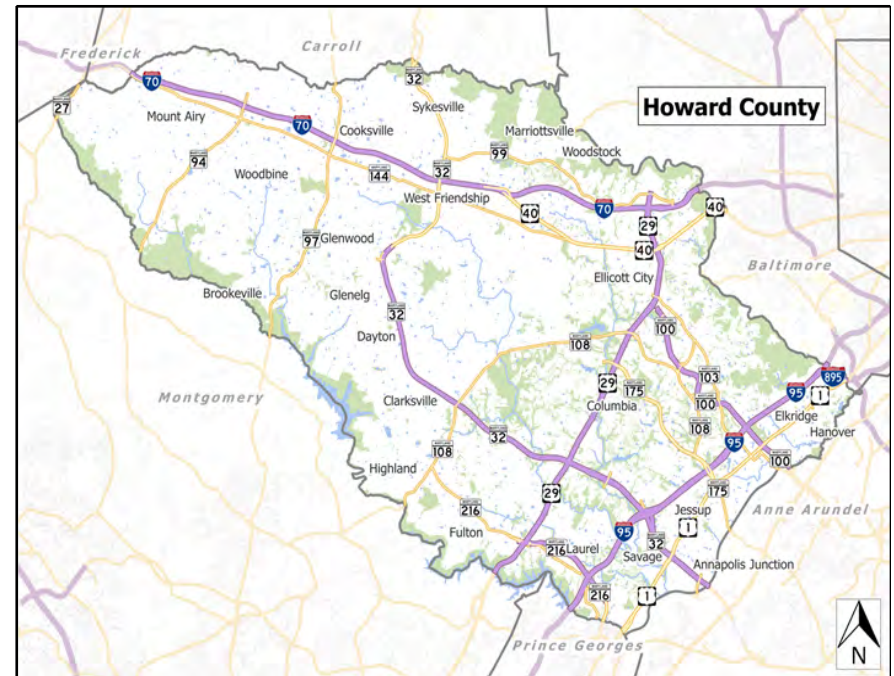 Howard County
Frederick
Carroll
Baltimore
Montgomery
Anne Arundel
Prince Georges
Mount Airy
Cooksville
Sykesville
Marriottsville
Woodstock
Woodbine
West Friendship
Glenwood
Ellicott City
Brookeville
Glenelg
Dayton
Clarksville
Columbia
Elkridge
Hanover
Highland
Jessup
Fulton
Laurel
Savage
Annapolis Junction
27
70
94
70
144
97
32
32
99
40
70
29
40
40
32
108
100
29
175
103
100
108
95
895
1
95
100
175
108
32
29
216
95
1
32
216
216
1
N